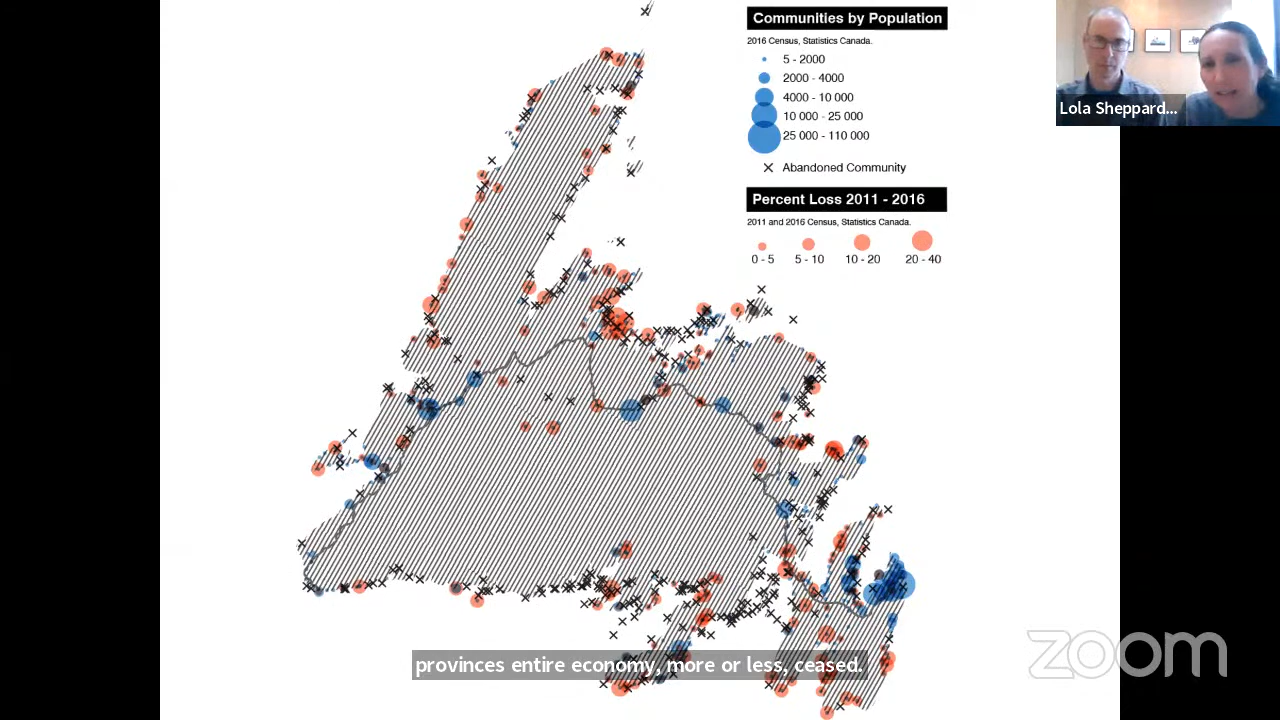 Communities by Population
2016 Census, Statistics Canada.
5 - 2000
2000 - 4000
4000 - 10 000
10 000 - 25 000
25 000 - 110 000
Abandoned Community
Percent Loss 2011 - 2016
2011 and 2016 Census, Statistics Canada.
0 - 5 5 - 10 10 - 20 20 - 40
Lola Sheppard...
provinces entire economy, more or less, ceased.
zoom